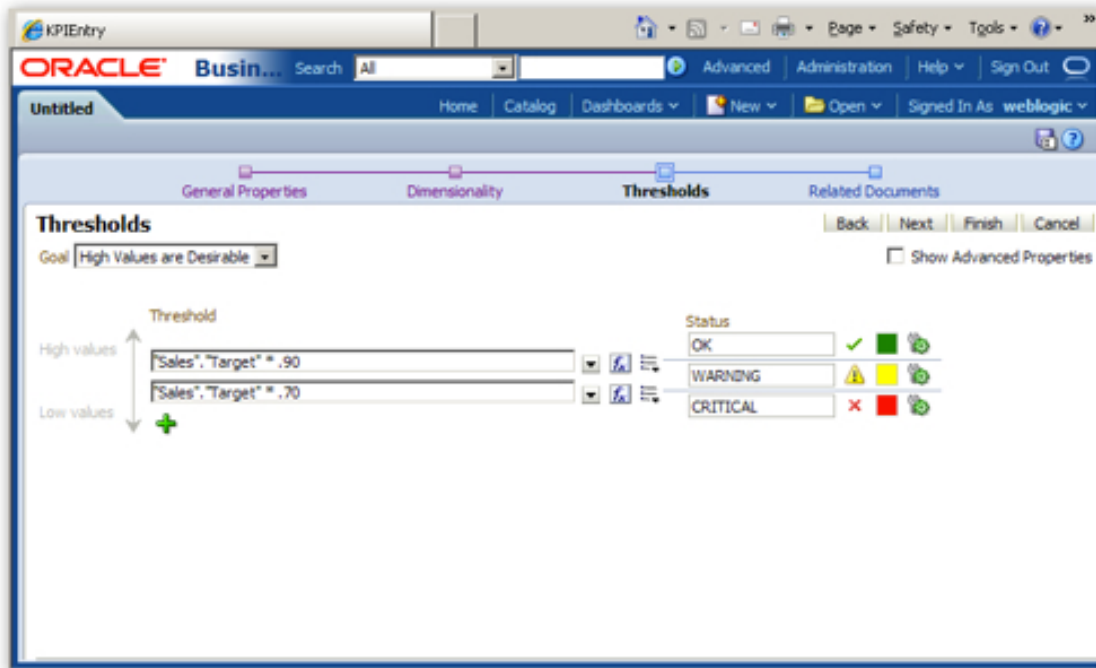 KPIEntry
Page Safety Tools »
ORACLE® Busin... Search All Advanced Administration Help Sign Out
Untitled Home Catalog Dashboards New Open Signed In As weblogic
General Properties Dimensionality Thresholds Related Documents
Thresholds Back Next Finish Cancel
Goal High Values are Desirable Show Advanced Properties
Threshold Status
High values OK
"Sales"."Target" * .90
WARNING
"Sales"."Target" * .70
Low values CRITICAL